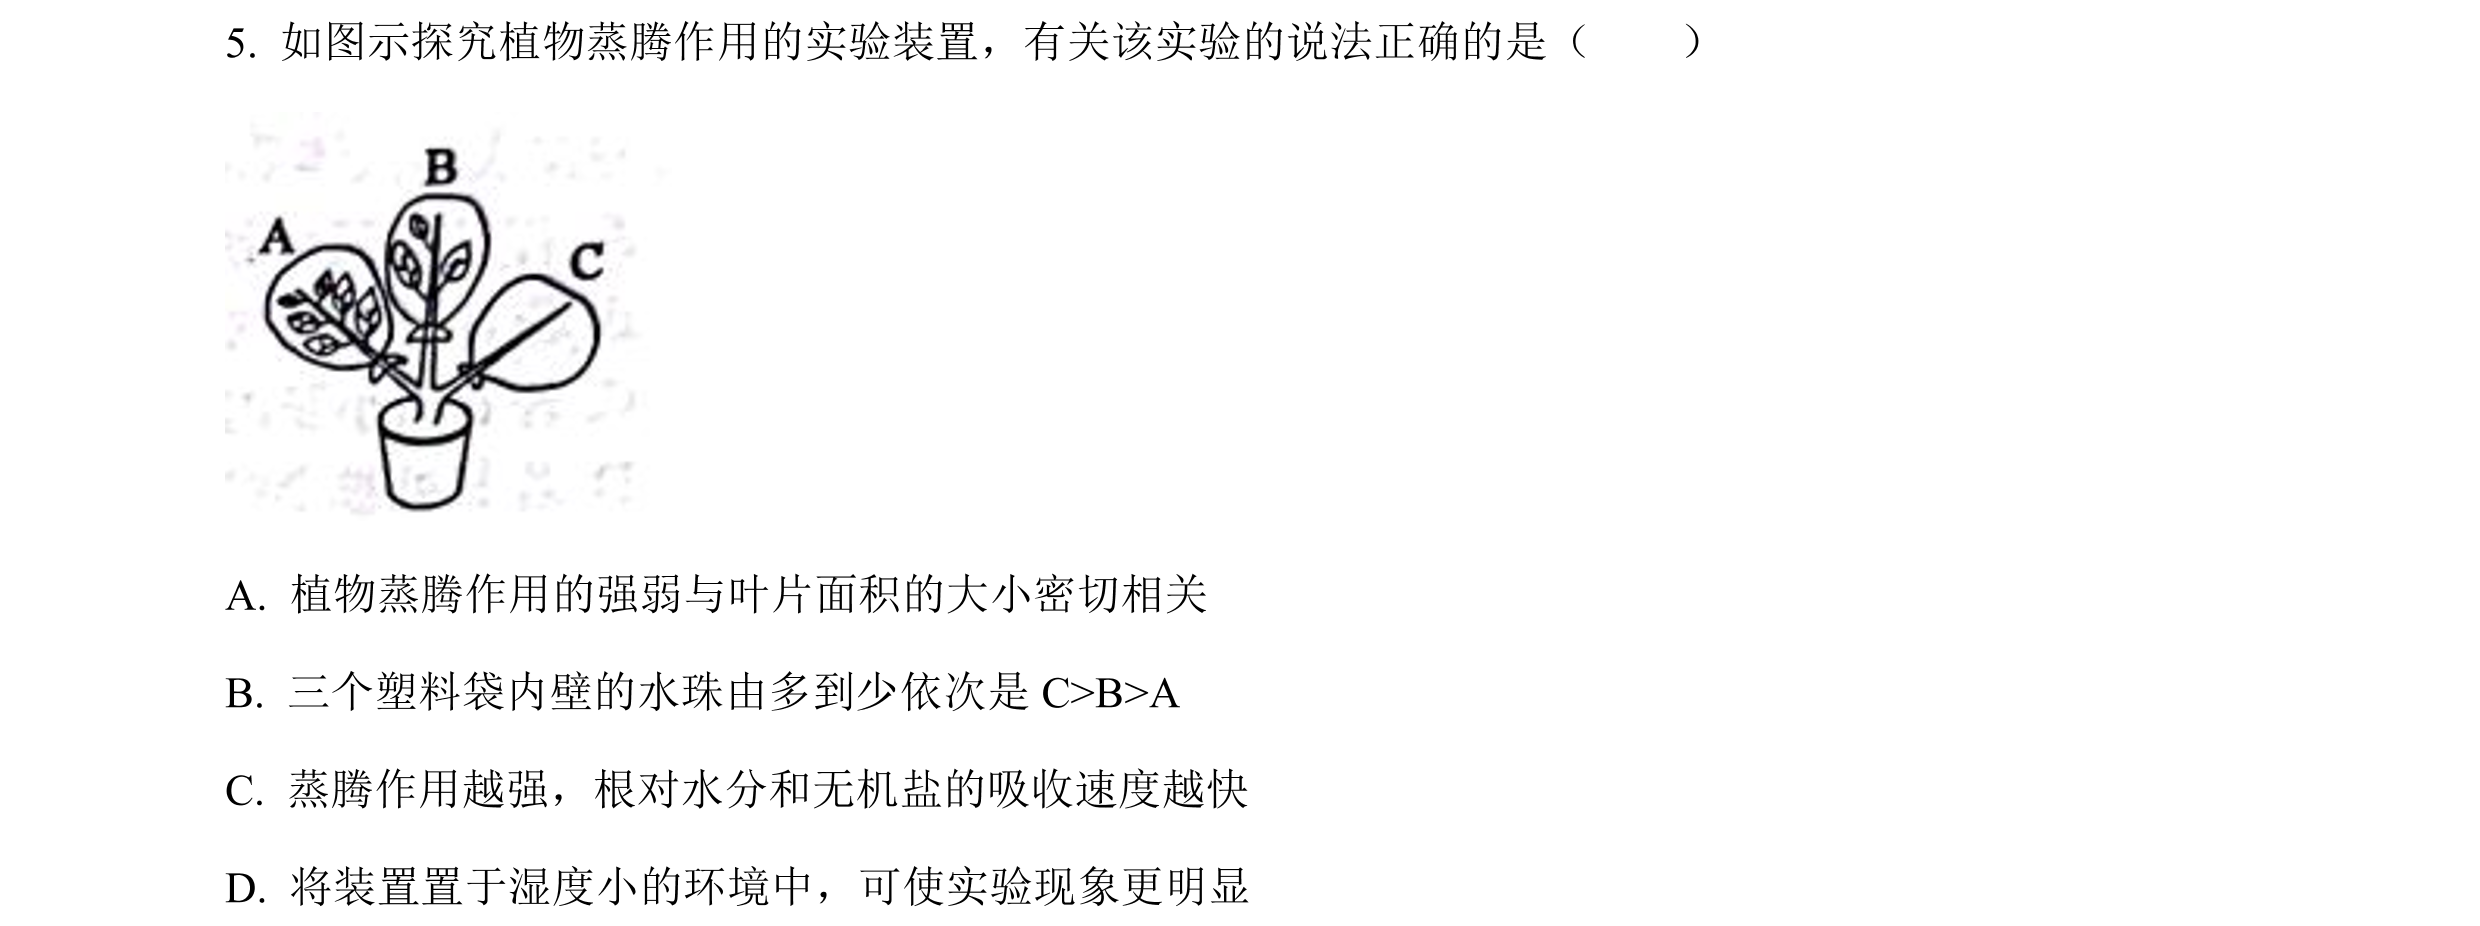 5. 如图示探究植物蒸腾作用的实验装置，有关该实验的说法正确的是（　　）
B
A
C
A. 植物蒸腾作用的强弱与叶片面积的大小密切相关
B. 三个塑料袋内壁的水珠由多到少依次是 C>B>A
C. 蒸腾作用越强，根对水分和无机盐的吸收速度越快
D. 将装置置于湿度小的环境中，可使实验现象更明显